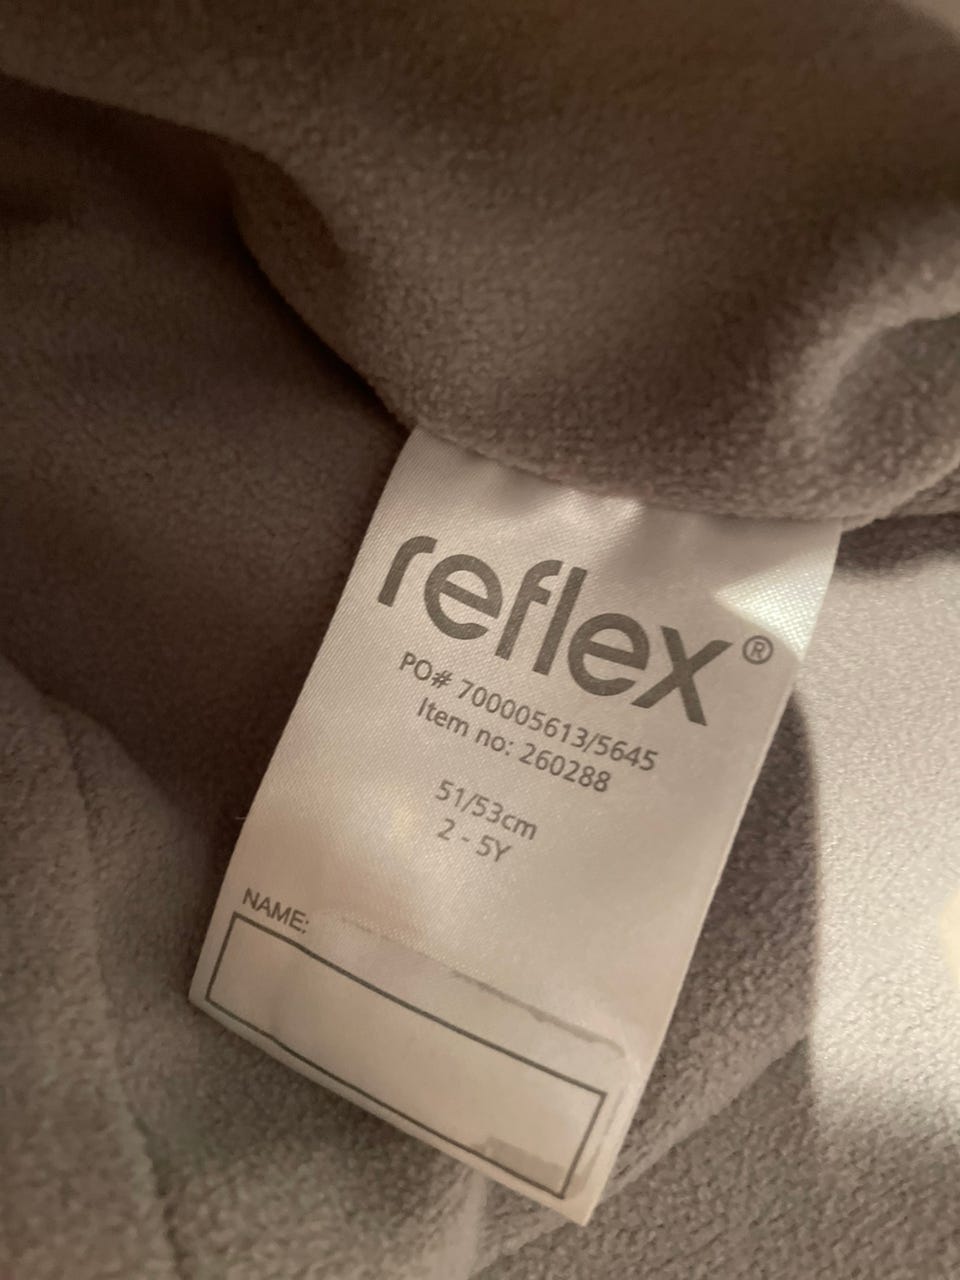 reflex®
PO# 700005613/5645
Item no: 260288
51/53cm
2 - 5Y
NAME: